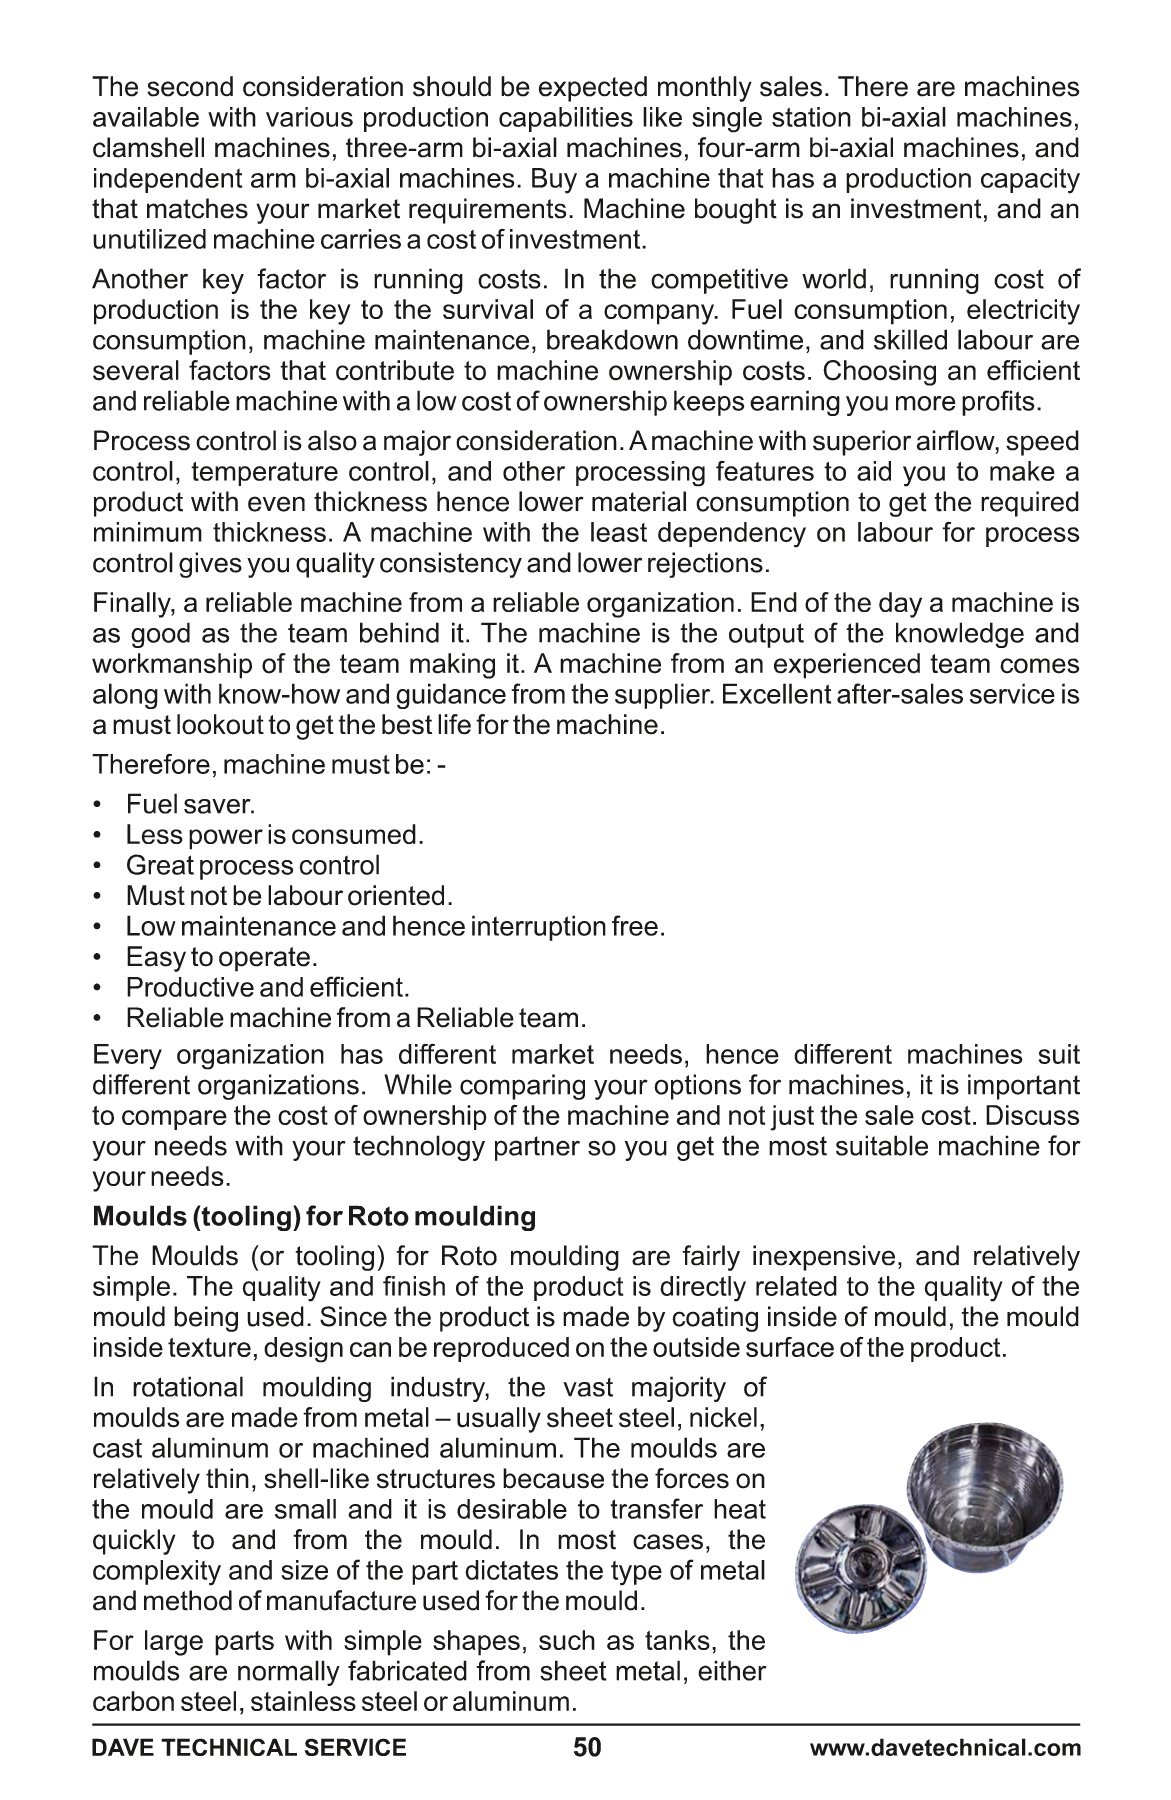 The second consideration should be expected monthly sales. There are machines
available with various production capabilities like single station bi-axial machines,
clamshell machines, three-arm bi-axial machines, four-arm bi-axial machines, and
independent arm bi-axial machines. Buy a machine that has a production capacity
that matches your market requirements. Machine bought is an investment, and an
unutilized machine carries a cost of investment.
Another key factor is running costs. In the competitive world, running cost of
production is the key to the survival of a company. Fuel consumption, electricity
consumption, machine maintenance, breakdown downtime, and skilled labour are
several factors that contribute to machine ownership costs. Choosing an efficient
and reliable machine with a low cost of ownership keeps earning you more profits.
Process control is also a major consideration. A machine with superior airflow, speed
control, temperature control, and other processing features to aid you to make a
product with even thickness hence lower material consumption to get the required
minimum thickness. A machine with the least dependency on labour for process
control gives you quality consistency and lower rejections.
Finally, a reliable machine from a reliable organization. End of the day a machine is
as good as the team behind it. The machine is the output of the knowledge and
workmanship of the team making it. A machine from an experienced team comes
along with know-how and guidance from the supplier. Excellent after-sales service is
a must lookout to get the best life for the machine.
Therefore, machine must be: -
• Fuel saver.
• Less power is consumed.
• Great process control
• Must not be labour oriented.
• Low maintenance and hence interruption free.
• Easy to operate.
• Productive and efficient.
• Reliable machine from a Reliable team.
Every organization has different market needs, hence different machines suit
different organizations. While comparing your options for machines, it is important
to compare the cost of ownership of the machine and not just the sale cost. Discuss
your needs with your technology partner so you get the most suitable machine for
your needs.
Moulds (tooling) for Roto moulding
The Moulds (or tooling) for Roto moulding are fairly inexpensive, and relatively
simple. The quality and finish of the product is directly related to the quality of the
mould being used. Since the product is made by coating inside of mould, the mould
inside texture, design can be reproduced on the outside surface of the product.
In rotational moulding industry, the vast majority of
moulds are made from metal – usually sheet steel, nickel,
cast aluminum or machined aluminum. The moulds are
relatively thin, shell-like structures because the forces on
the mould are small and it is desirable to transfer heat
quickly to and from the mould. In most cases, the
complexity and size of the part dictates the type of metal
and method of manufacture used for the mould.
For large parts with simple shapes, such as tanks, the
moulds are normally fabricated from sheet metal, either
carbon steel, stainless steel or aluminum.
DAVE TECHNICAL SERVICE 50 www.davetechnical.com